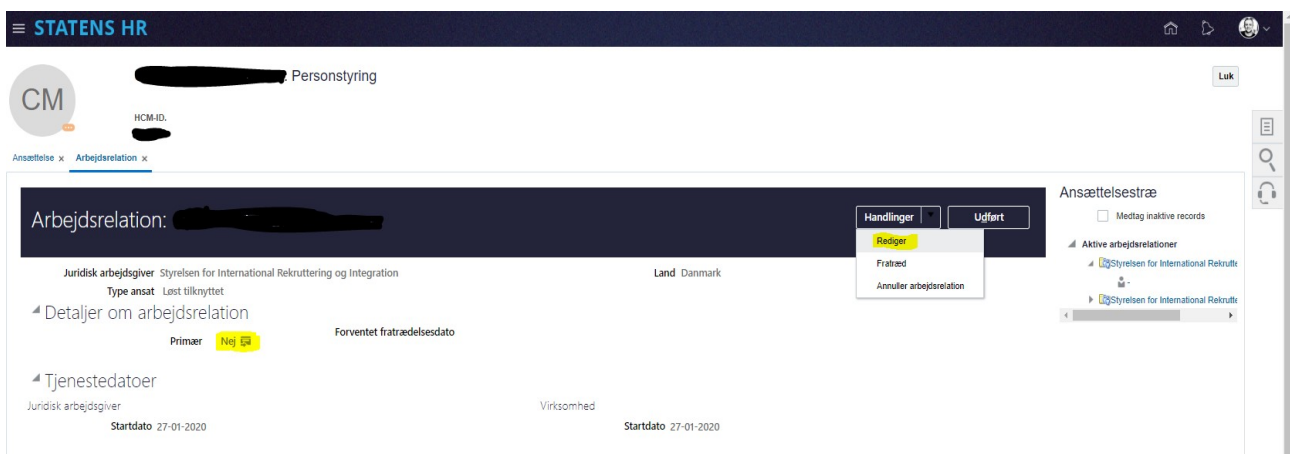 ≡ STATENS HR
CM
Personstyring
Luk
HCM-ID.
Ansættelse x Arbejdsrelation x
Arbejdsrelation:
Handlinger
Udført
Rediger
Fratræd
Annuller arbejdsrelation
Juridisk arbejdsgiver Styrelsen for International Rekruttering og Integration
Land Danmark
Type ansat Løst tilknyttet
Detaljer om arbejdsrelation
Primær Nej
Forventet fratrædelsesdato
Tjenestedatoer
Juridisk arbejdsgiver
Virksomhed
Startdato 27-01-2020
Startdato 27-01-2020
Ansættelsestræ
Medtag inaktive records
Aktive arbejdsrelationer
Styrelsen for International Rekrutte
-
Styrelsen for International Rekrutte